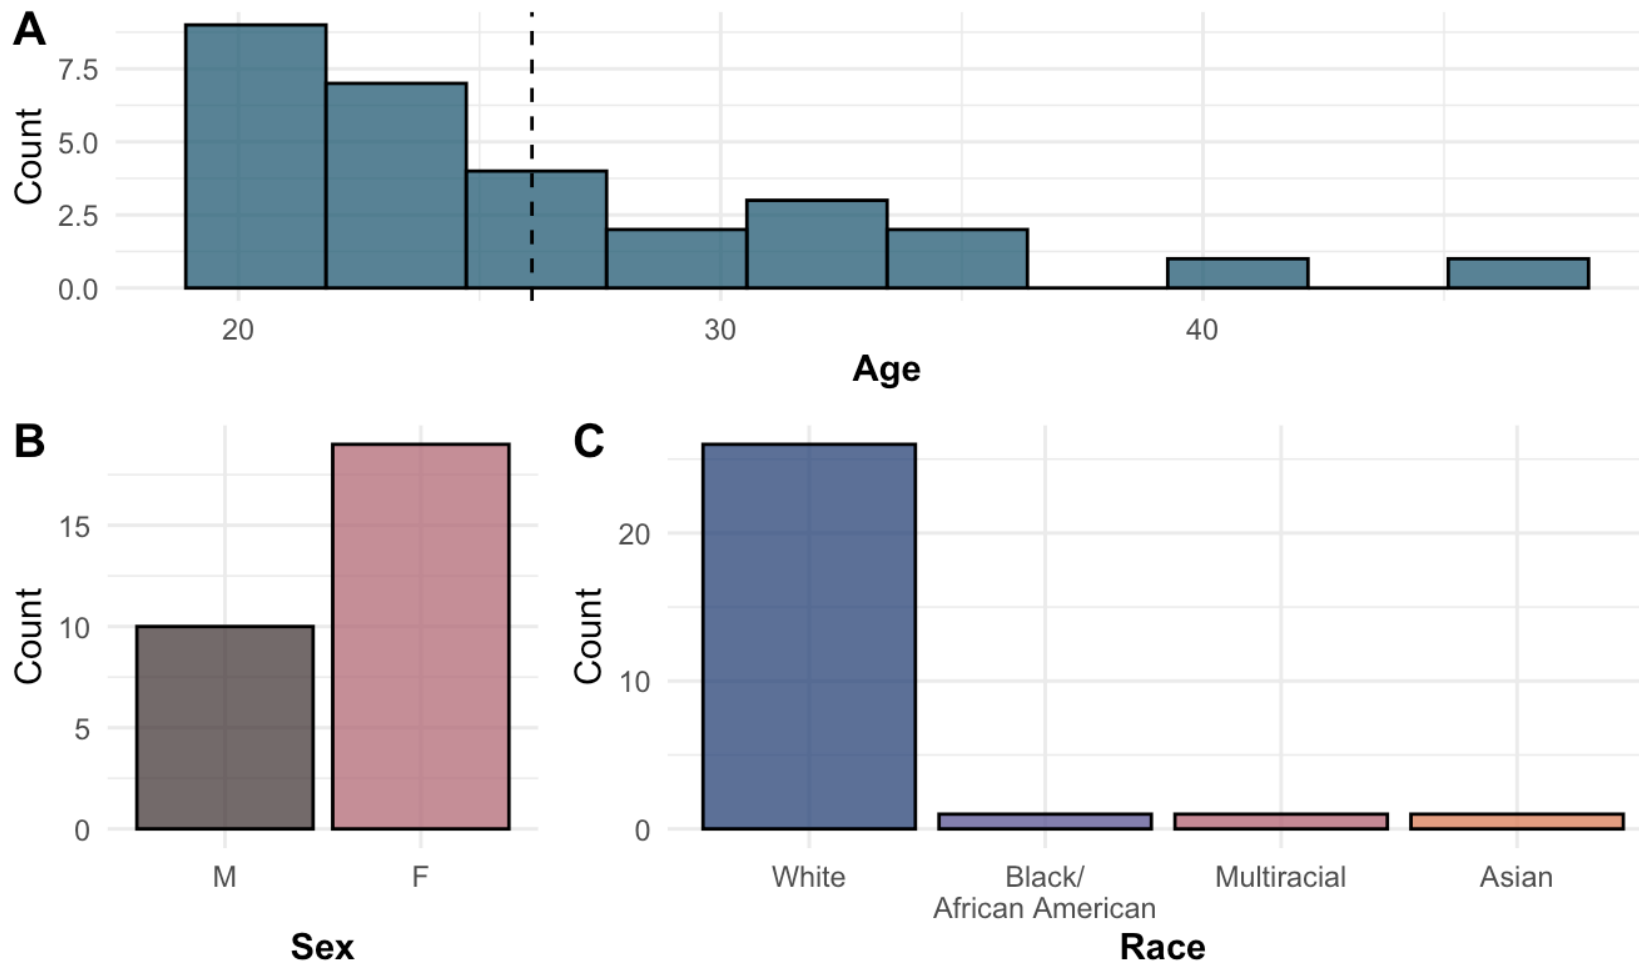 A
Count
7.5
5.0
2.5
0.0
20 30 40
Age
B
Count
15
10
5
0
M F
Sex
C
Count
20
10
0
White Black/ Multiracial Asian
African American
Race